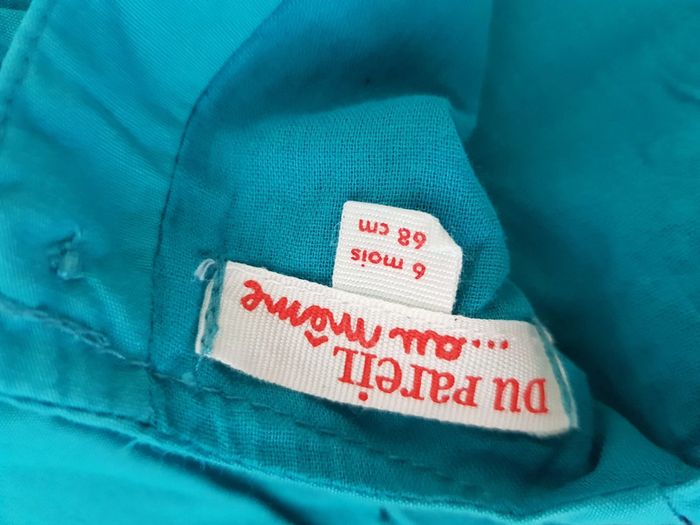 DU PAREIL
...au même
6 mois
68 cm